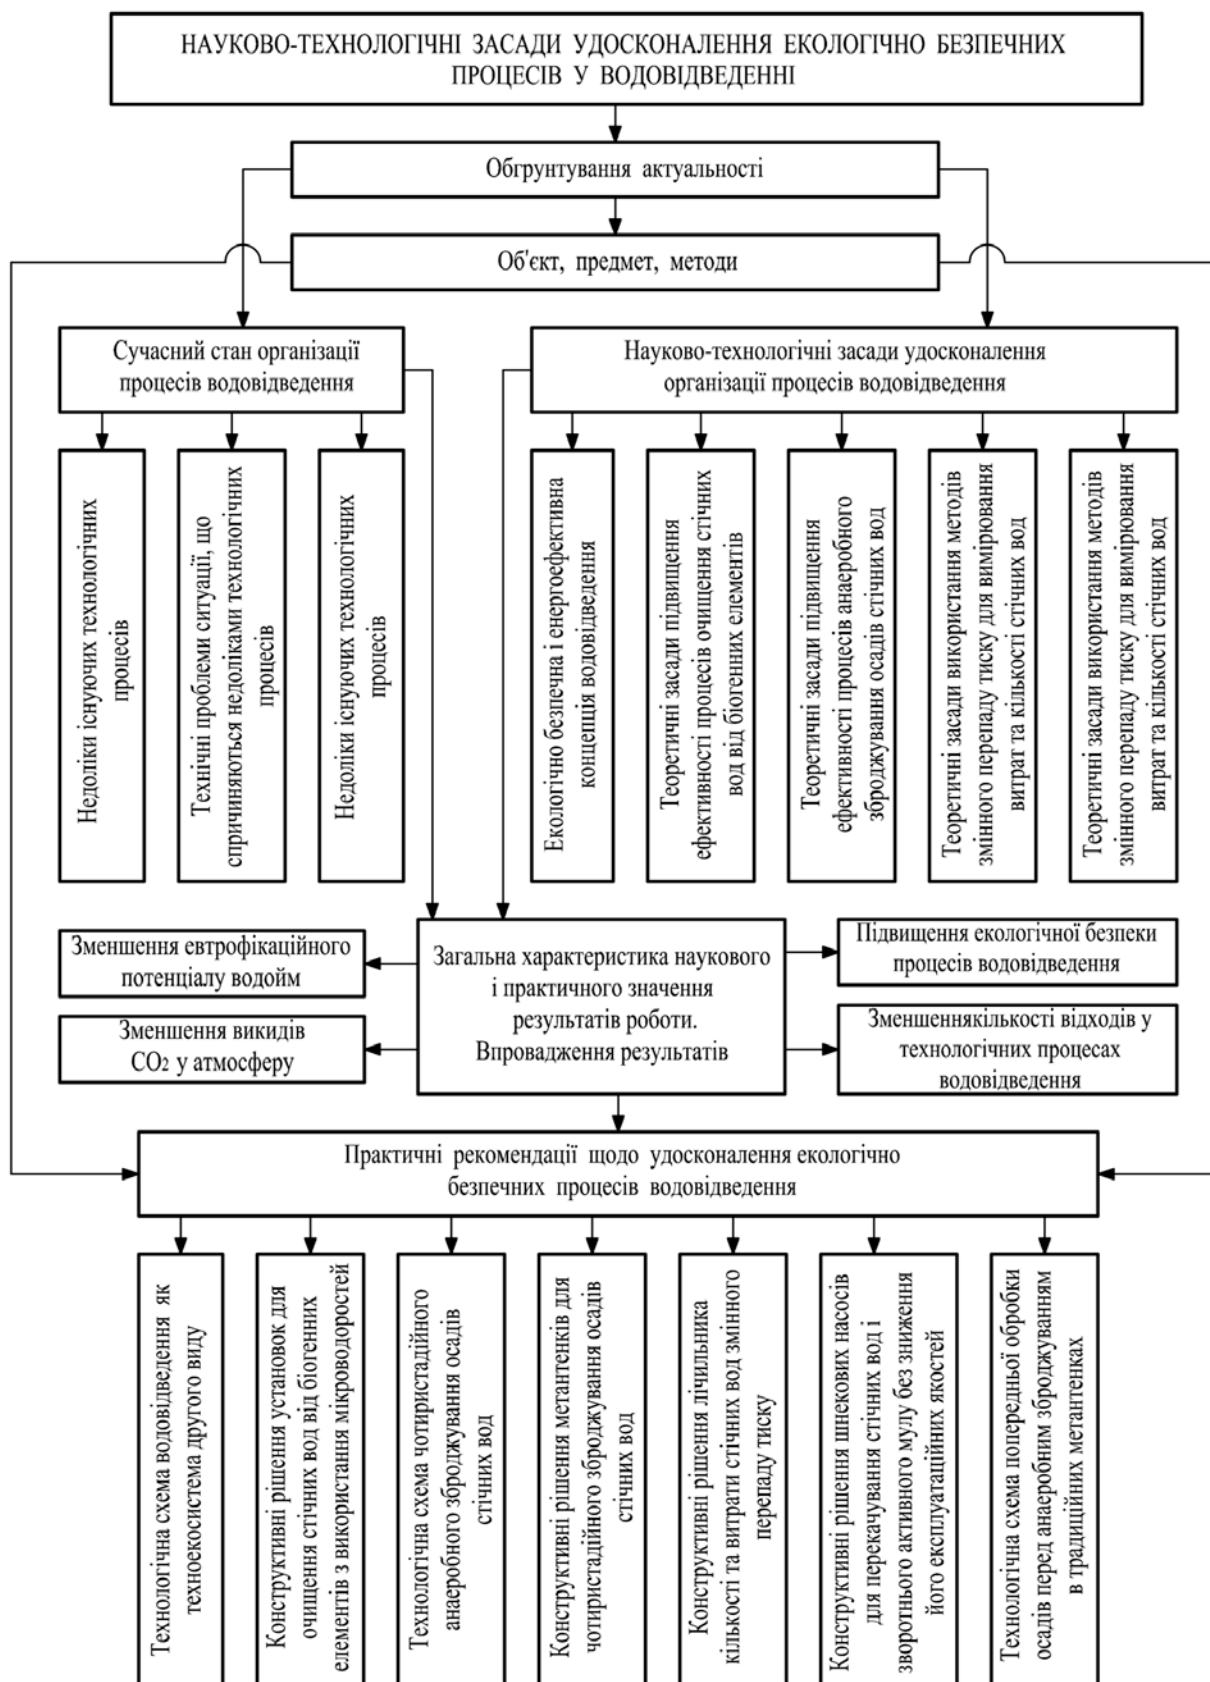 НАУКОВО-ТЕХНОЛОГІЧНІ ЗАСАДИ УДОСКОНАЛЕННЯ ЕКОЛОГІЧНО БЕЗПЕЧНИХ
ПРОЦЕСІВ У ВОДОВІДВЕДЕННІ
Обгрунтування актуальності
Об'єкт, предмет, методи
Сучасний стан організації
процесів водовідведення
Науково-технологічні засади удосконалення
організації процесів водовідведення
Недоліки існуючих технологічних
процесів
Технічні проблеми ситуації, що
спричиняються недоліками технологічних
процесів
Недоліки існуючих технологічних
процесів
Екологічно безпечна і енергоефективна
концепція водовідведення
Теоретичні засади підвищення
ефективності процесів очищення стічних
вод від біогенних елементів
Теоретичні засади підвищення
ефективності процесів анаеробного
зброджування осадів стічних вод
Теоретичні засади використання методів
змінного перепаду тиску для вимірювання
витрат та кількості стічних вод
Теоретичні засади використання методів
змінного перепаду тиску для вимірювання
витрат та кількості стічних вод
Зменшення евтрофікаційного
потенціалу водойм
Зменшення викидів
CO2 у атмосферу
Загальна характеристика наукового
і практичного значення
результатів роботи.
Впровадження результатів
Підвищення екологічної безпеки
процесів водовідведення
Зменшеннякількості відходів у
технологічних процесах
водовідведення
Практичні рекомендації щодо удосконалення екологічно
безпечних процесів водовідведення
Технологічна схема водовідведення як
техноекосистема другого виду
Конструктивні рішення установок для
очищення стічних вод від біогенних
елементів з використання мікроводоростей
Технологічна схема чотиристадійного
анаеробного зброджування осадів
стічних вод
Конструктивні рішення метантенків для
чотиристадійного зброджування осадів
стічних вод
Конструктивні рішення лічильника
кількості та витрати стічних вод змінного
перепаду тиску
Конструктивні рішення шнекових насосів
для перекачування стічних вод і
зворотнього активного мулу без зниження
його експлуатаційних якостей
Технологічна схема попередньої обробки
осадів перед анаеробним зброджуванням
в традиційних метантенках